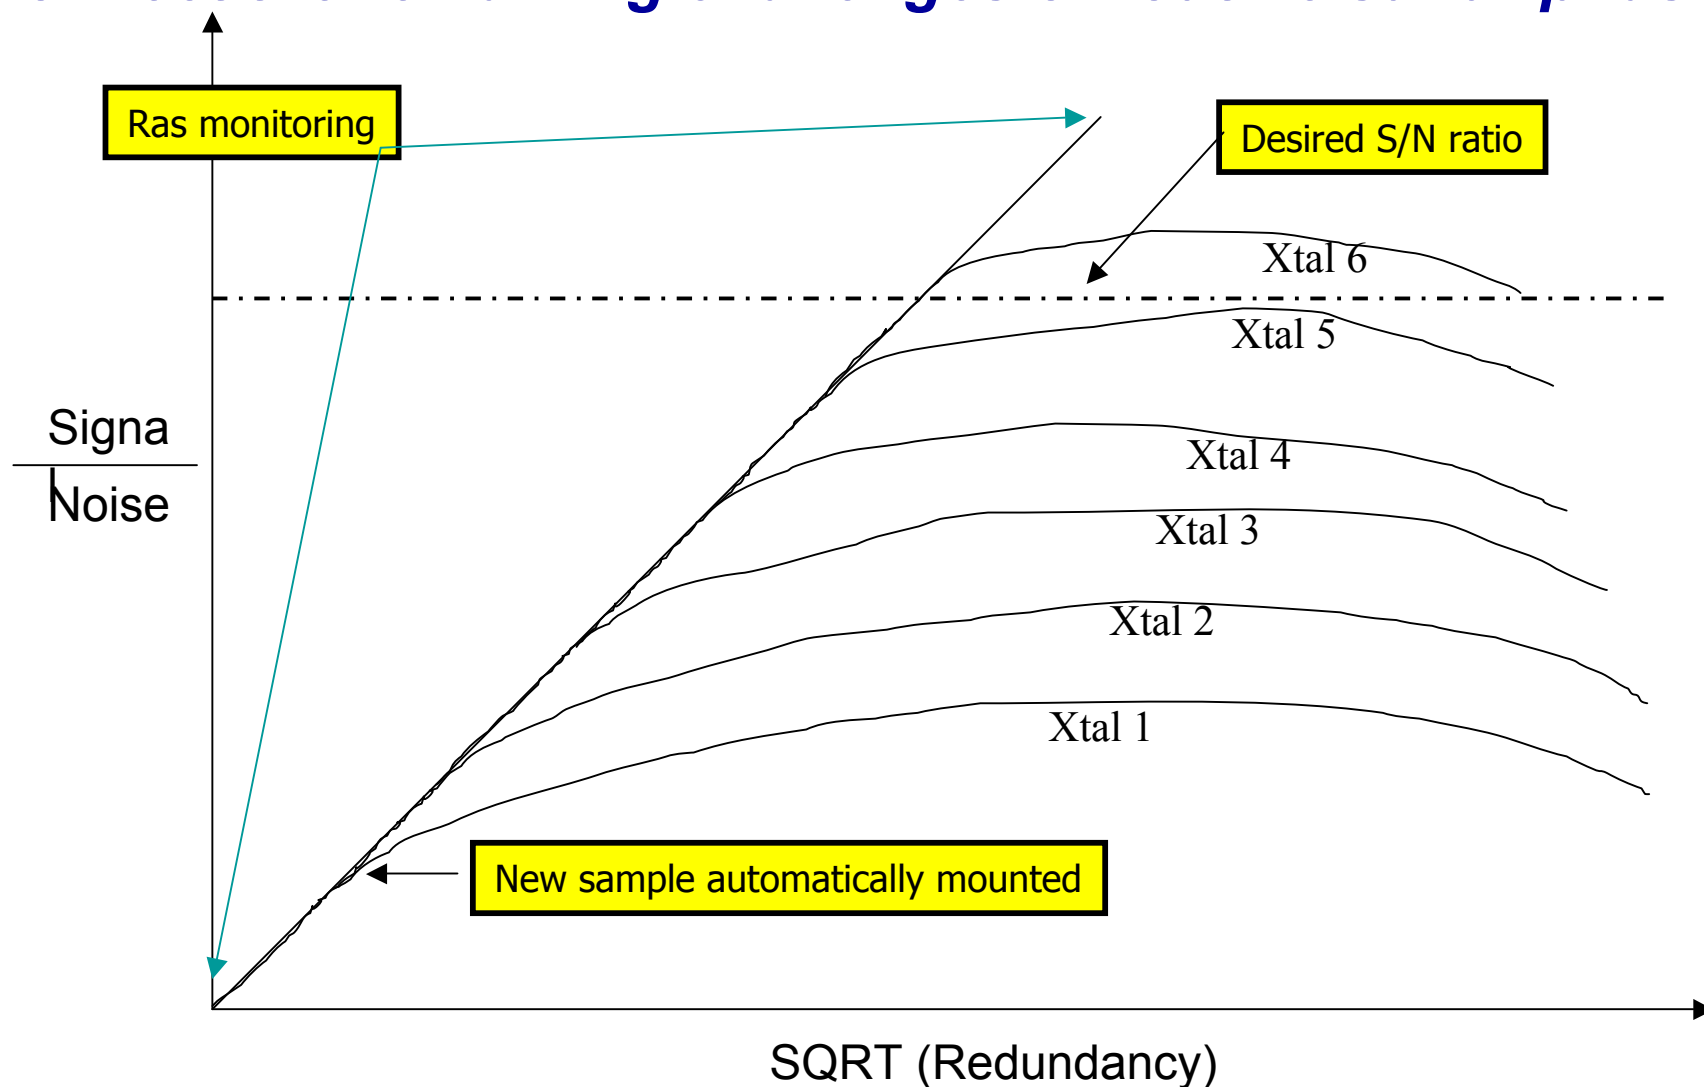 Ras monitoring
Desired S/N ratio
Xtal 6
Xtal 5
Signa
l
Noise
Xtal 4
Xtal 3
Xtal 2
Xtal 1
New sample automatically mounted
SQRT (Redundancy)